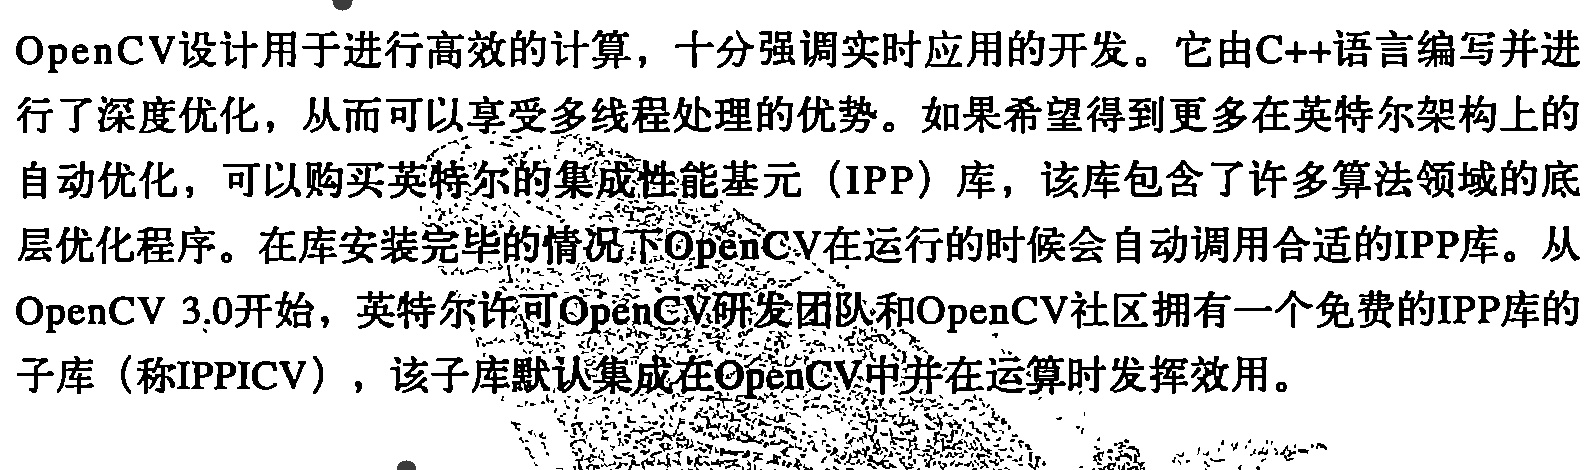 OpenCV设计用于进行高效的计算，十分强调实时应用的开发。它由C++语言编写并进
行了深度优化，从而可以享受多线程处理的优势。如果希望得到更多在英特尔架构上的
自动优化，可以购买英特尔的集成性能基元（IPP）库，该库包含了许多算法领域的底
层优化程序。在库安装完毕的情况下OpenCV在运行的时候会自动调用合适的IPP库。从
OpenCV 3.0开始，英特尔许可OpenCV研发团队和OpenCV社区拥有一个免费的IPP库的
子库（称IPPICV），该子库默认集成在OpenCV中并在运算时发挥效用。